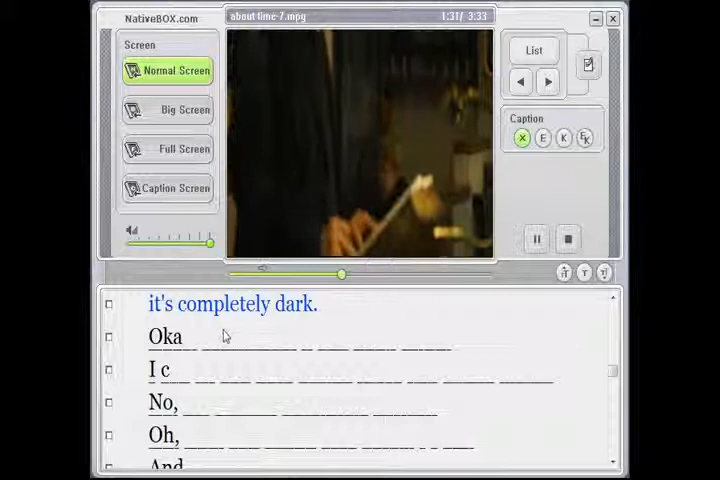 NativeBOX.com
about time-7.mpg 1:31/ 3:33
Screen
Normal Screen
Big Screen
Full Screen
Caption Screen
List
Caption
X E K EK
T T T
it's completely dark.
Oka
I c
No,
Oh,
And